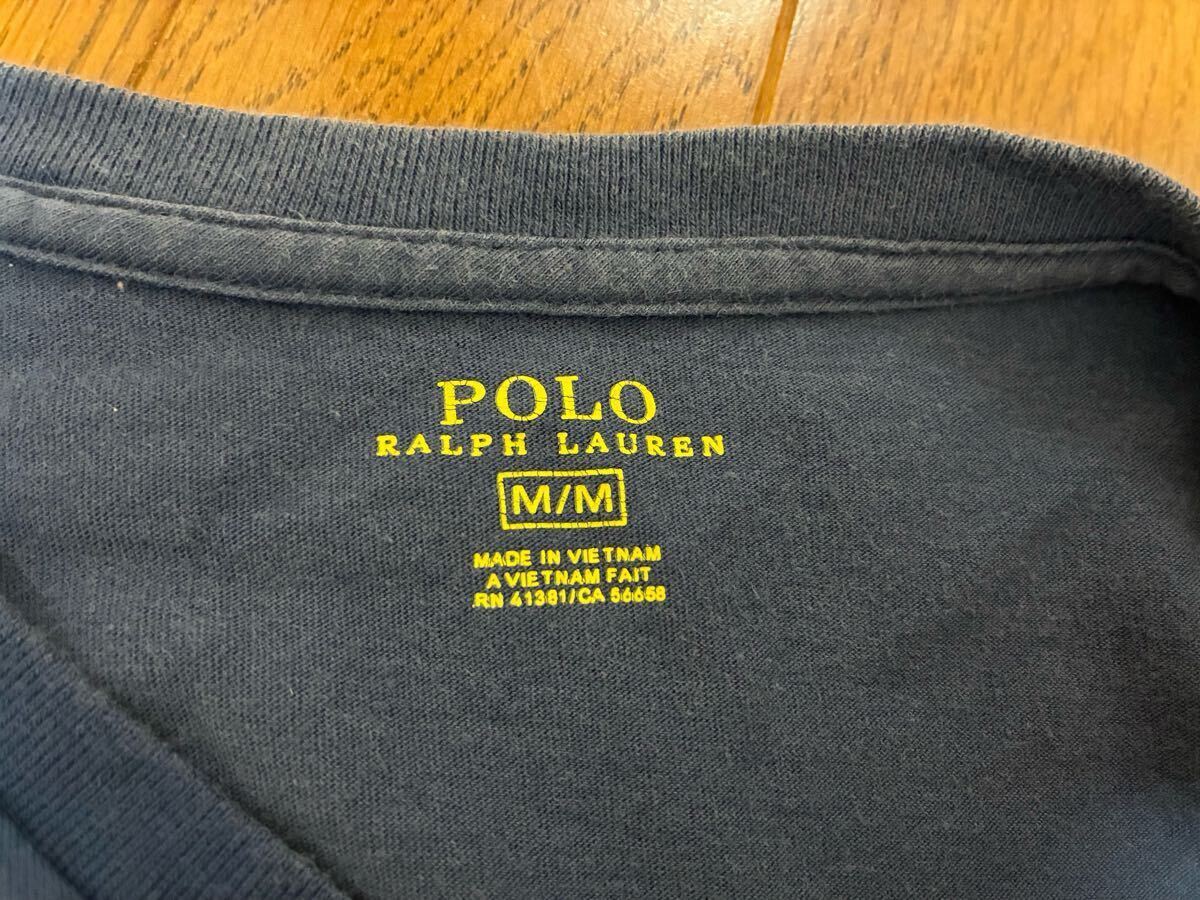 POLO
RALPH LAUREN
M/M
MADE IN VIETNAM
A VIETNAM FAIT
RN 41381/CA 56658